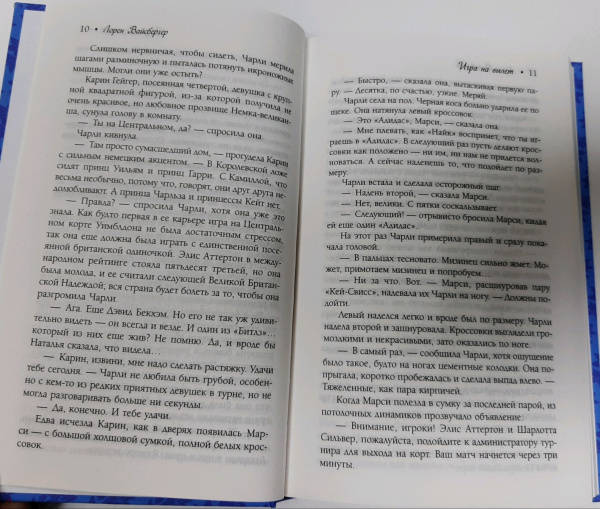 10 • Лорен Вайсбергер
Слишком нервничая, чтобы сидеть, Чарли мерила
шагами разминочную и пыталась потянуть икроножные
мышцы. Могли они уже остыть?
Карин Гейгер, посеянная четвертой, девушка с круп-
ной квадратной фигурой, из-за которой получила не
очень красивое, но любовное прозвище Немка-великан-
ша, сунула голову в комнату.
— Ты на Центральном, да? — спросила она.
Чарли кивнула.
— Там просто сумасшедший дом, — прогудела Карин
с сильным немецким акцентом. — В Королевской ложе
сидят принц Уильям и принц Гарри. С Камиллой, что
весьма необычно, потому что, говорят, они друг друга не-
долюбливают. А принца Чарльза и принцессы Кейт нет.
— Правда? — спросила Чарли, хотя она уже это
знала. Как будто первая в ее карьере игра на Централь-
ном корте Уимблдона не была достаточным стрессом,
так она еще должна была играть с единственной посе-
янной британской одиночкой. Элис Аттертон в между-
народном рейтинге стояла пятьдесят третьей, но она
была молода, и ее считали следующей Великой Британ-
ской Надеждой; вся страна будет болеть за то, чтобы она
разгромила Чарли.
— Ага. Еще Дэвид Бекхэм. Но его не так уж удиви-
тельно видеть — он всегда и везде. И один из «Битлз»...
который из них еще жив? Не помню. Да, и вроде бы
Наталья сказала, что видела...
— Карин, извини, мне надо сделать растяжку. Удачи
тебе сегодня. — Чарли не любила быть грубой, особен-
но с кем-то из редких приятных девушек в турне, но не
могла разговаривать больше ни секунды.
— Да, конечно. И тебе удачи.
Едва исчезла Карин, как в дверях появилась Мар-
си — с большой холщовой сумкой, полной белых крос-
совок.
Игра на вылет • 11
— Быстро, — сказала она, вытаскивая первую па-
ру. — Десятка, по счастью, узкие. Меряй.
Чарли села на пол. Черная коса больно ударила ее по
щеке. Она натянула левый кроссовок.
— Это «Адидас», Марси, — сказала она.
— Мне плевать, как «Найк» воспримет, что ты иг-
раешь в «Адидас». В следующий раз пусть делают крос-
совки как положено — ни им, ни нам не придется вол-
новаться. А сейчас наденешь то, что подойдет по раз-
меру.
Чарли встала и сделала осторожный шаг.
— Надень второй, — сказала Марси.
— Нет, велики. С пятки соскальзывает.
— Следующий! — отрывисто бросила Марси, кидая
ей еще один «Адидас».
На этот раз Чарли примерила правый и сразу пока-
чала головой.
— В пальцах тесновато. Мизинец сильно жмет. Мо-
жет, примотаем мизинец и попробуем.
— Ни за что. Вот. — Марси, расшнуровав пару
«Кей-Свисс», надевала их Чарли на ногу. — Должны по-
дойти.
Левый наделся легко и вроде был по размеру. Чарли
надела второй и зашнуровала. Кроссовки выглядели гро-
моздкими и некрасивыми, зато оказались по ноге.
— В самый раз, — сообщила Чарли, хотя ощущение
было такое, будто на ногах цементные колодки. Она по-
прыгала, коротко пробежалась и сделала выпад влево. —
Тяжеленные, как пара кирпичей.
Когда Марси полезла в сумку за последней парой, из
потолочных динамиков прозвучало объявление:
— Внимание, игроки! Элис Аттертон и Шарлотта
Сильвер, пожалуйста, подойдите к администратору тур-
нира для выхода на корт. Ваш матч начнется через три
минуты.